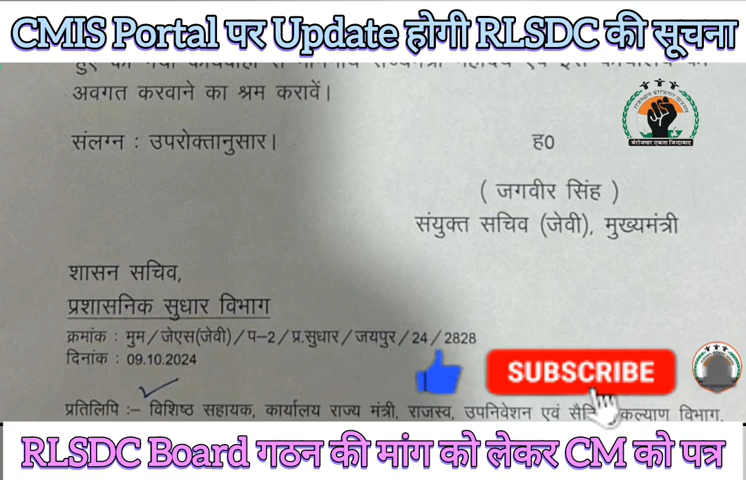 CMIS Portal पर Update होगी RLSDC की सूचना
अवगत करवाने का श्रम करावें।
संलग्न : उपरोक्तानुसार।
ह0
( जगवीर सिंह )
संयुक्त सचिव (जेवी), मुख्यमंत्री
शासन सचिव,
प्रशासनिक सुधार विभाग
क्रमांक : मुम/जेएस(जेवी)/प-2/प्र.सुधार/जयपुर/24/2828
दिनांक : 09.10.2024
SUBSCRIBE
प्रतिलिपि :- विशिष्ठ सहायक, कार्यालय राज्य मंत्री, राजस्व, उपनिवेशन एवं कल्याण विभाग,
RLSDC Board गठन की मांग को लेकर CM को पत्र